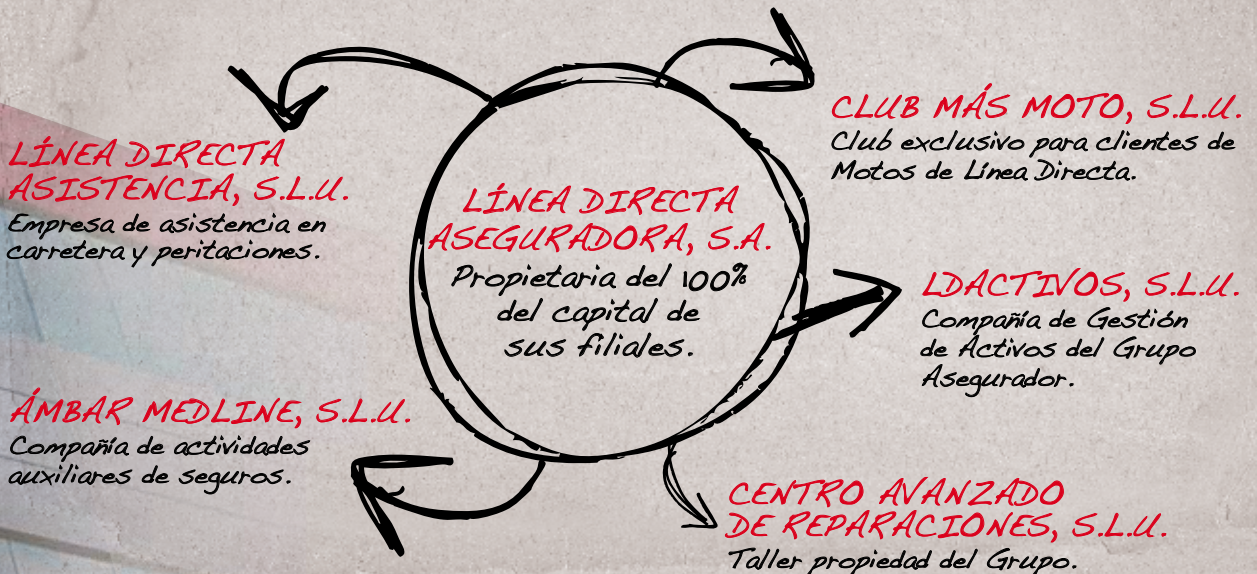 LÍNEA DIRECTA
ASISTENCIA, S.L.U.
Empresa de asistencia en
carretera y peritaciones.
CLUB MÁS MOTO, S.L.U.
Club exclusivo para clientes de
Motos de Línea Directa.
LÍNEA DIRECTA
ASEGURADORA, S.A.
Propietaria del 100%
del capital de
sus filiales.
LDACTIVOS, S.L.U.
Compañía de Gestión
de Activos del Grupo
Asegurador.
ÁMBAR MEDLINE, S.L.U.
Compañía de actividades
auxiliares de seguros.
CENTRO AVANZADO
DE REPARACIONES, S.L.U.
Taller propiedad del Grupo.